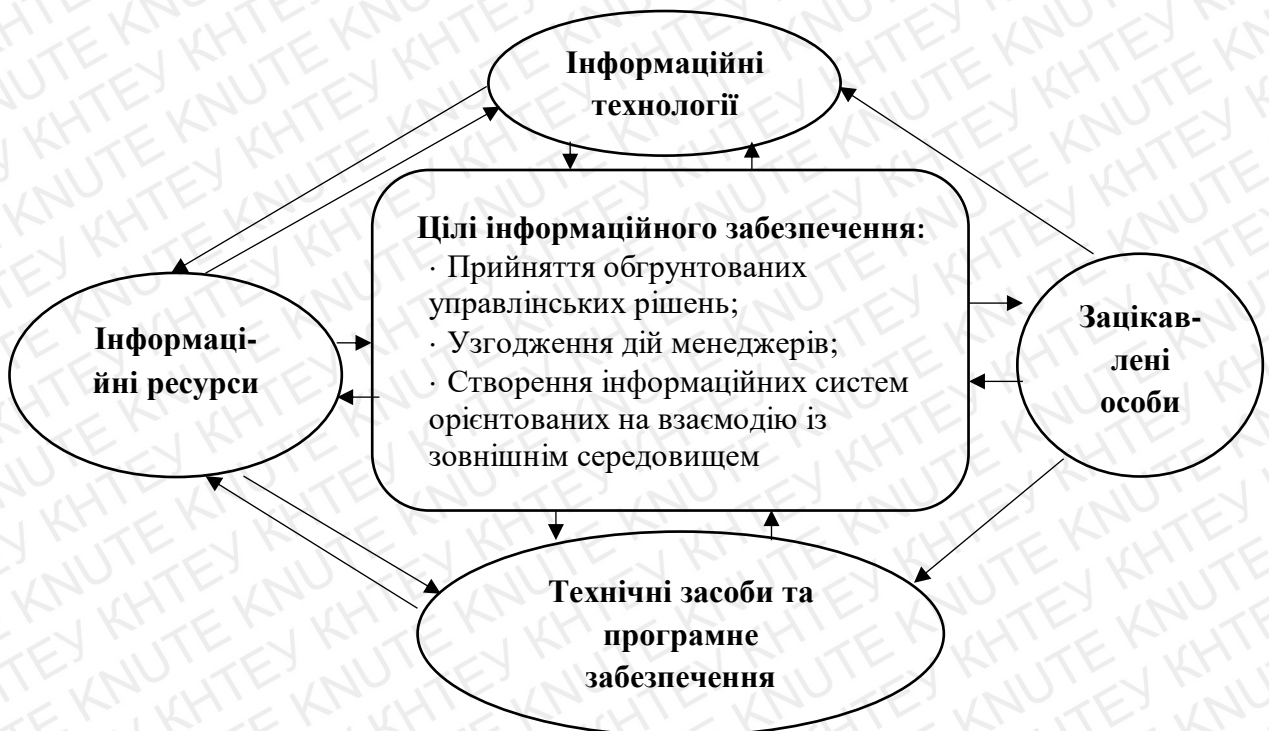 Інформаційні
технології
Цілі інформаційного забезпечення:
· Прийняття обгрунтованих
управлінських рішень;
· Узгодження дій менеджерів;
· Створення інформаційних систем
орієнтованих на взаємодію із
зовнішнім середовищем
Інформаці-
йні ресурси
Зацікав-
лені
особи
Технічні засоби та
програмне
забезпечення